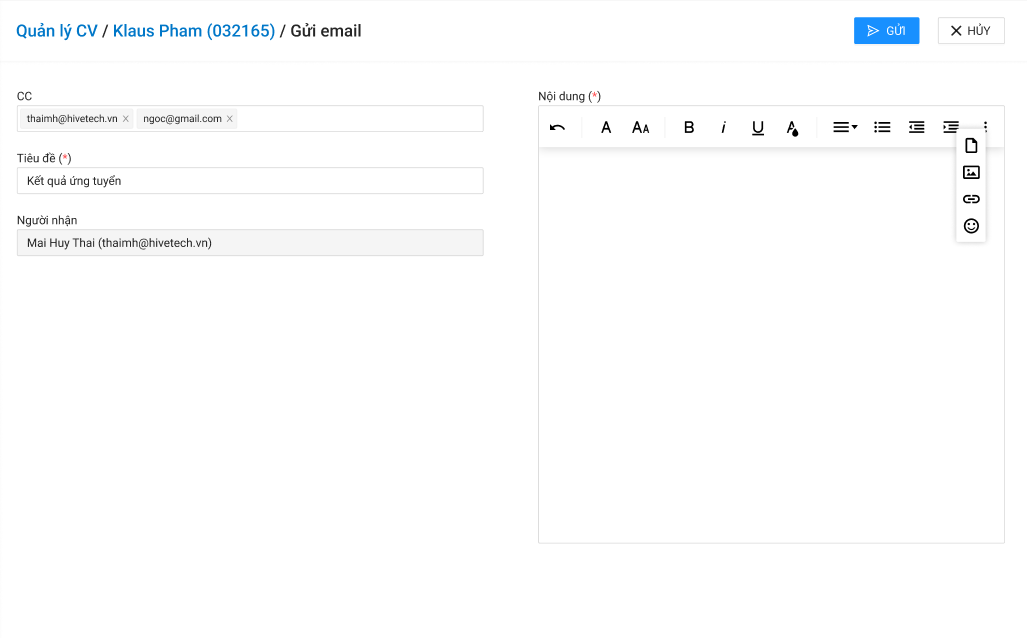 Quản lý CV / Klaus Pham (032165) / Gửi email
GỬI
HỦY
CC
thaimh@hivetech.vn
ngoc@gmail.com
Tiêu đề (*)
Kết quả ứng tuyển
Người nhận
Mai Huy Thai (thaimh@hivetech.vn)
Nội dung (*)